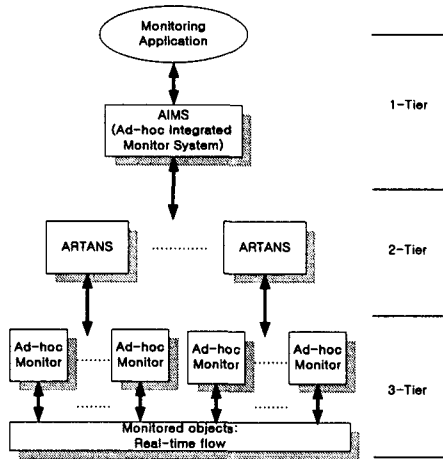 Monitoring
Application
AIMS
(Ad-hoc Integrated
Monitor System)
1-Tier
ARTANS
ARTANS
2-Tier
Ad-hoc
Monitor
Ad-hoc
Monitor
Ad-hoc
Monitor
Ad-hoc
Monitor
3-Tier
Monitored objects:
Real-time flow